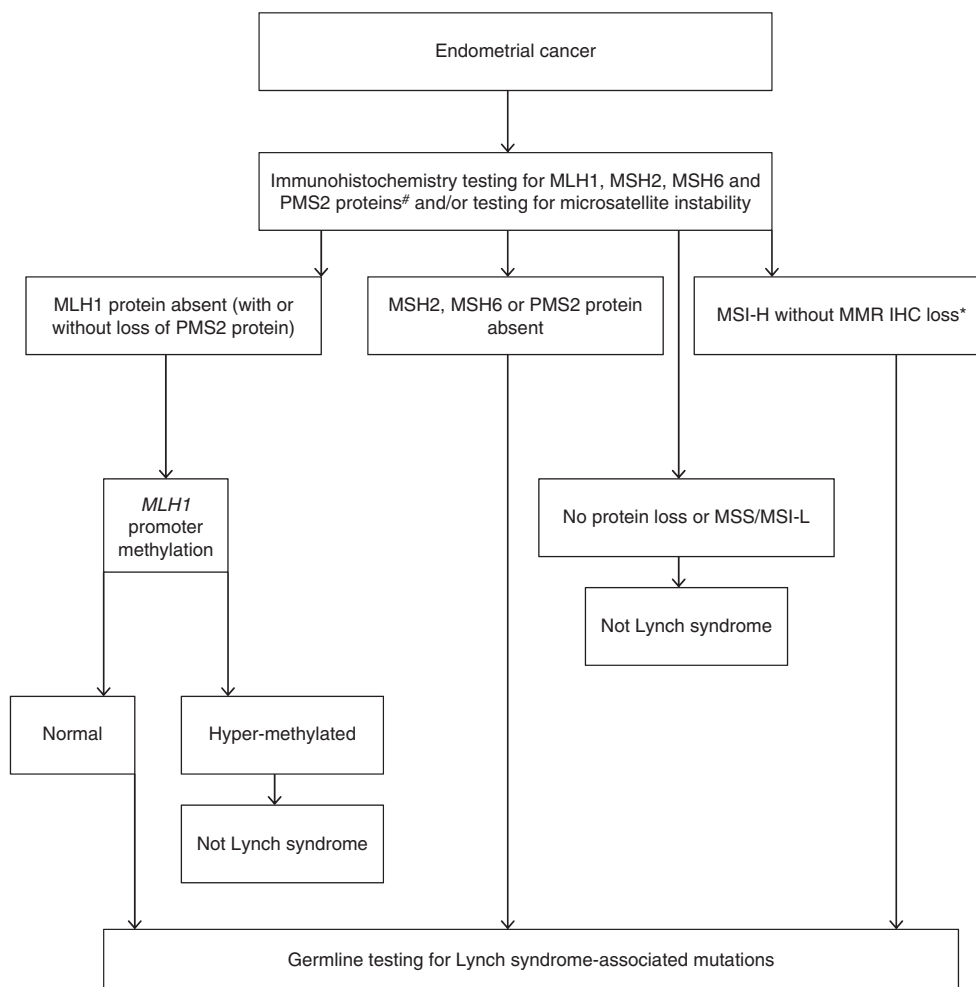 Endometrial cancer
Immunohistochemistry testing for MLH1, MSH2, MSH6 and
PMS2 proteins# and/or testing for microsatellite instability
MLH1 protein absent (with or
without loss of PMS2 protein)
MSH2, MSH6 or PMS2 protein
absent
MSI-H without MMR IHC loss*
MLH1
promoter
methylation
No protein loss or MSS/MSI-L
Not Lynch syndrome
Normal
Hyper-methylated
Not Lynch syndrome
Germline testing for Lynch syndrome-associated mutations